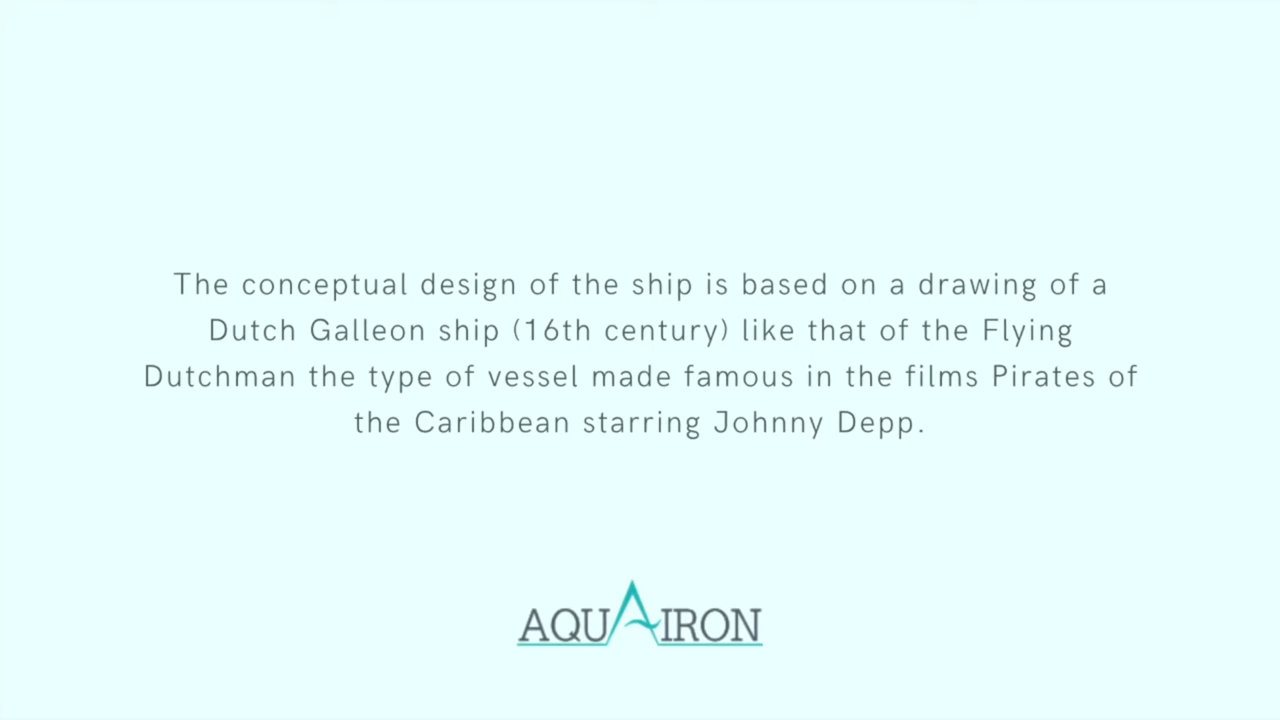 The conceptual design of the ship is based on a drawing of a
Dutch Galleon ship (16th century) like that of the Flying
Dutchman the type of vessel made famous in the films Pirates of
the Caribbean starring Johnny Depp.
AQUAIRON